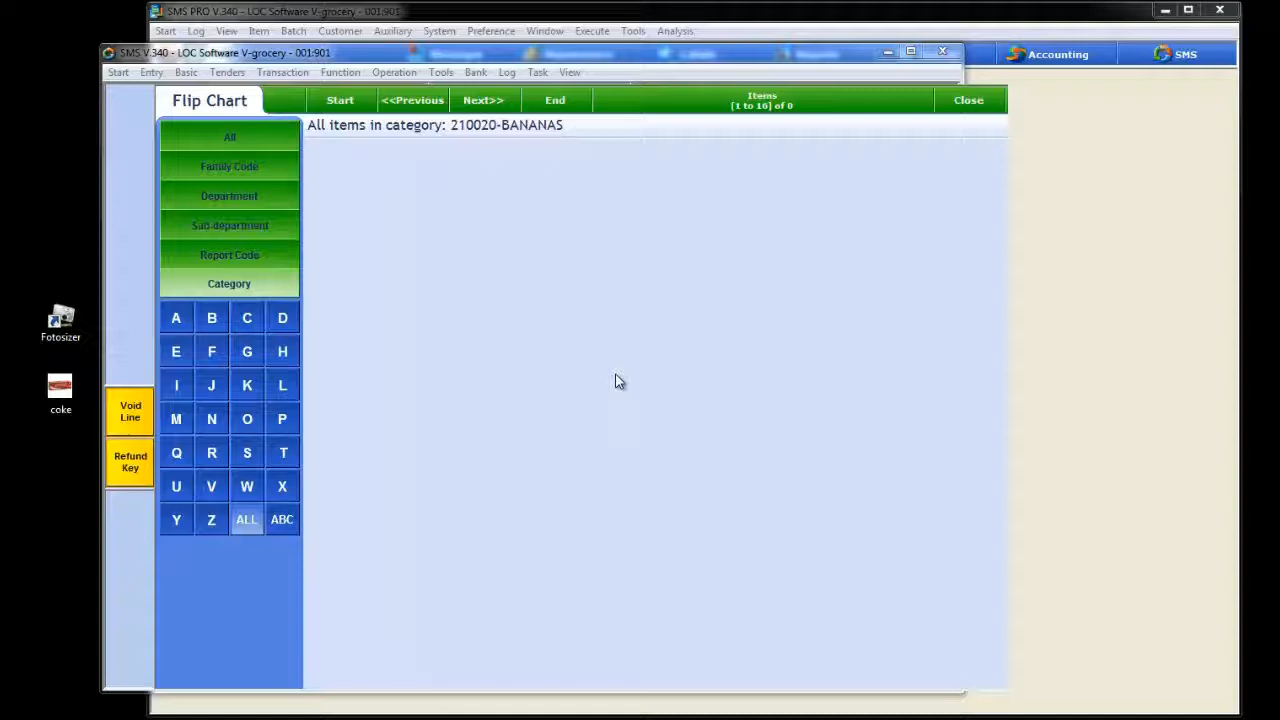 SMS PRO V.340 - LOC Software V-grocery - 001:901
Start Log View Item Batch Customer Auxiliary System Preference Window Execute Tools Analysis
SMS V.340 - LOC Software V-grocery - 001:901
Accounting SMS
Start Entry Basic Tenders Transaction Function Operation Tools Bank Log Task View
Flip Chart Start <<Previous Next>> End Items Close
[1 to 16] of 0
All items in category: 210020-BANANAS
All
Family Code
Department
Sub-department
Report Code
Category
A B C D
E F G H
I J K L
M N O P
Q R S T
U V W X
Y Z ALL ABC
Void
Line
Refund
Key
Fotosizer
coke